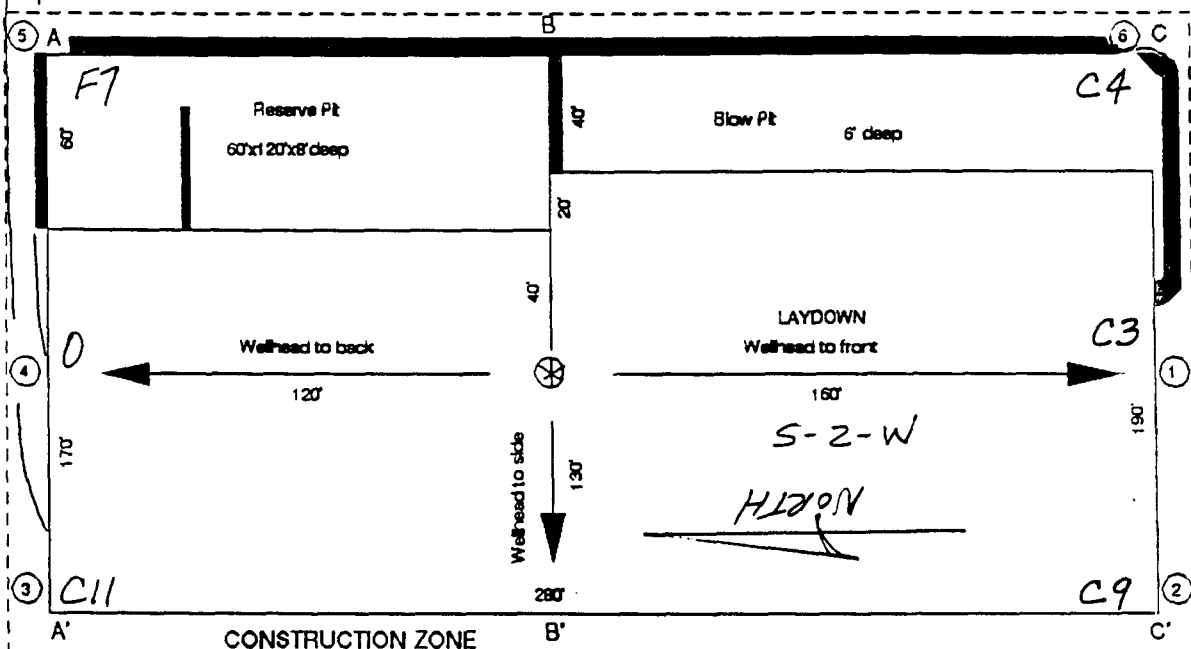 5 A B 6 C
F7 C4
Reserve Pit
60'x120'x8'deep
60'
40'
Blow Pit 6' deep
20'
40'
LAYDOWN
C3
O
Wellhead to back
Wellhead to front
4 1
120'
160'
S-2-W
170'
190'
Wellhead to side
130'
NORTH
3 C11 280' C9 2
A' B' C'
CONSTRUCTION ZONE